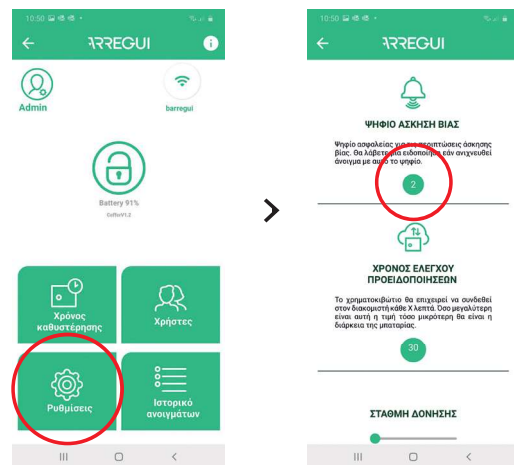 10:50
ARREGUI
Admin
barregui
Battery 91%
Χρόνος
καθυστέρησης
Χρήστες
Ρυθμίσεις
Ιστορικό
ανοιγμάτων
10:50
ARREGUI
ΨΗΦΙΟ ΑΣΚΗΣΗ ΒΙΑΣ
Ψηφίο ασφαλείας για τις περιπτώσεις άσκησης
βίας. Θα λάβετε μια ειδοποίηση εάν ανιχνευθεί
άνοιγμα με αυτό το ψηφίο.
2
ΧΡΟΝΟΣ ΕΛΕΓΧΟΥ
ΠΡΟΕΙΔΟΠΟΙΗΣΕΩΝ
Το χρηματοκιβώτιο θα επιχειρεί να συνδεθεί
στον διακομιστή κάθε Χ λεπτά. Όσο μεγαλύτερη
είναι αυτή η τιμή τόσο μικρότερη θα είναι η
διάρκεια της μπαταρίας.
30
ΣΤΑΘΜΗ ΔΟΝΗΣΗΣ